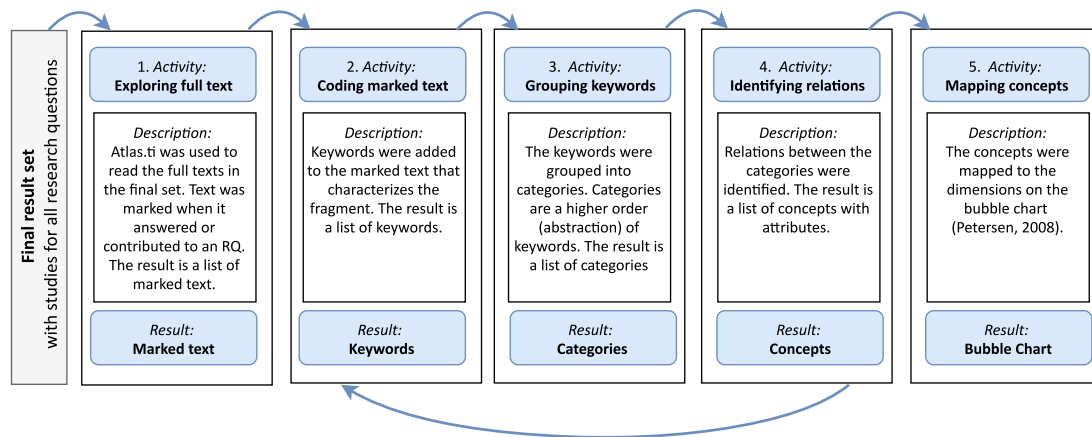 Final result set
with studies for all research questions
1. Activity:
Exploring full text
Description:
Atlas.ti was used to
read the full texts in
the final set. Text was
marked when it
answered or
contributed to an RQ.
The result is a list of
marked text.
Result:
Marked text
2. Activity:
Coding marked text
Description:
Keywords were added
to the marked text that
characterizes the
fragment. The result is
a list of keywords.
Result:
Keywords
3. Activity:
Grouping keywords
Description:
The keywords were
grouped into
categories. Categories
are a higher order
(abstraction) of
keywords. The result is
a list of categories
Result:
Categories
4. Activity:
Identifying relations
Description:
Relations between the
categories were
identified. The result is
a list of concepts with
attributes.
Result:
Concepts
5. Activity:
Mapping concepts
Description:
The concepts were
mapped to the
dimensions on the
bubble chart
(Petersen, 2008).
Result:
Bubble Chart